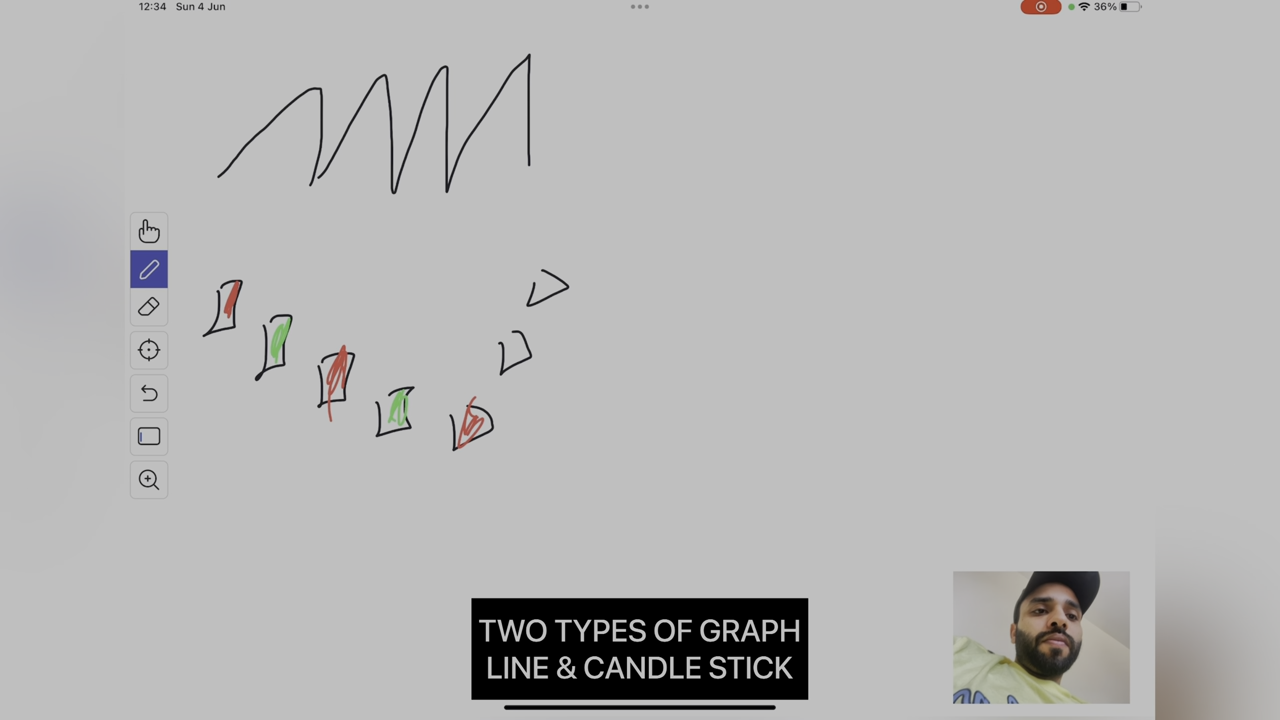 12:34 Sun 4 Jun 36%
TWO TYPES OF GRAPH
LINE & CANDLE STICK